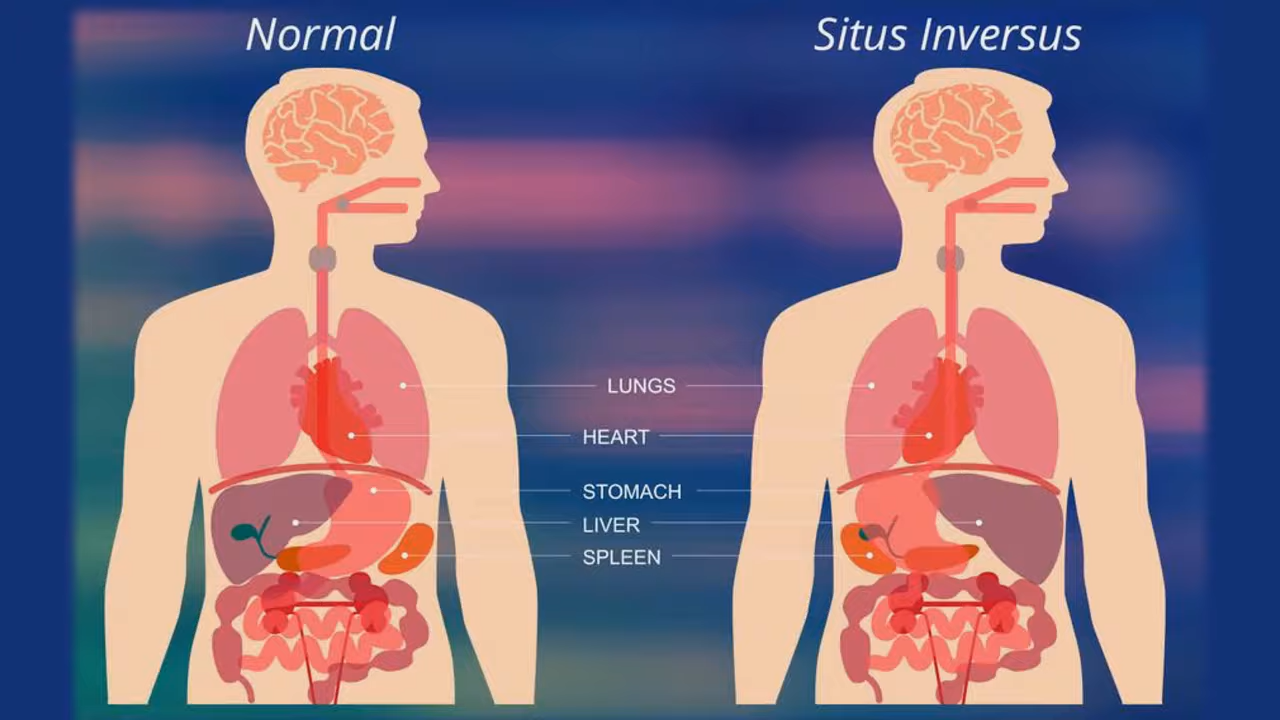 Normal
Situs Inversus
LUNGS
HEART
STOMACH
LIVER
SPLEEN